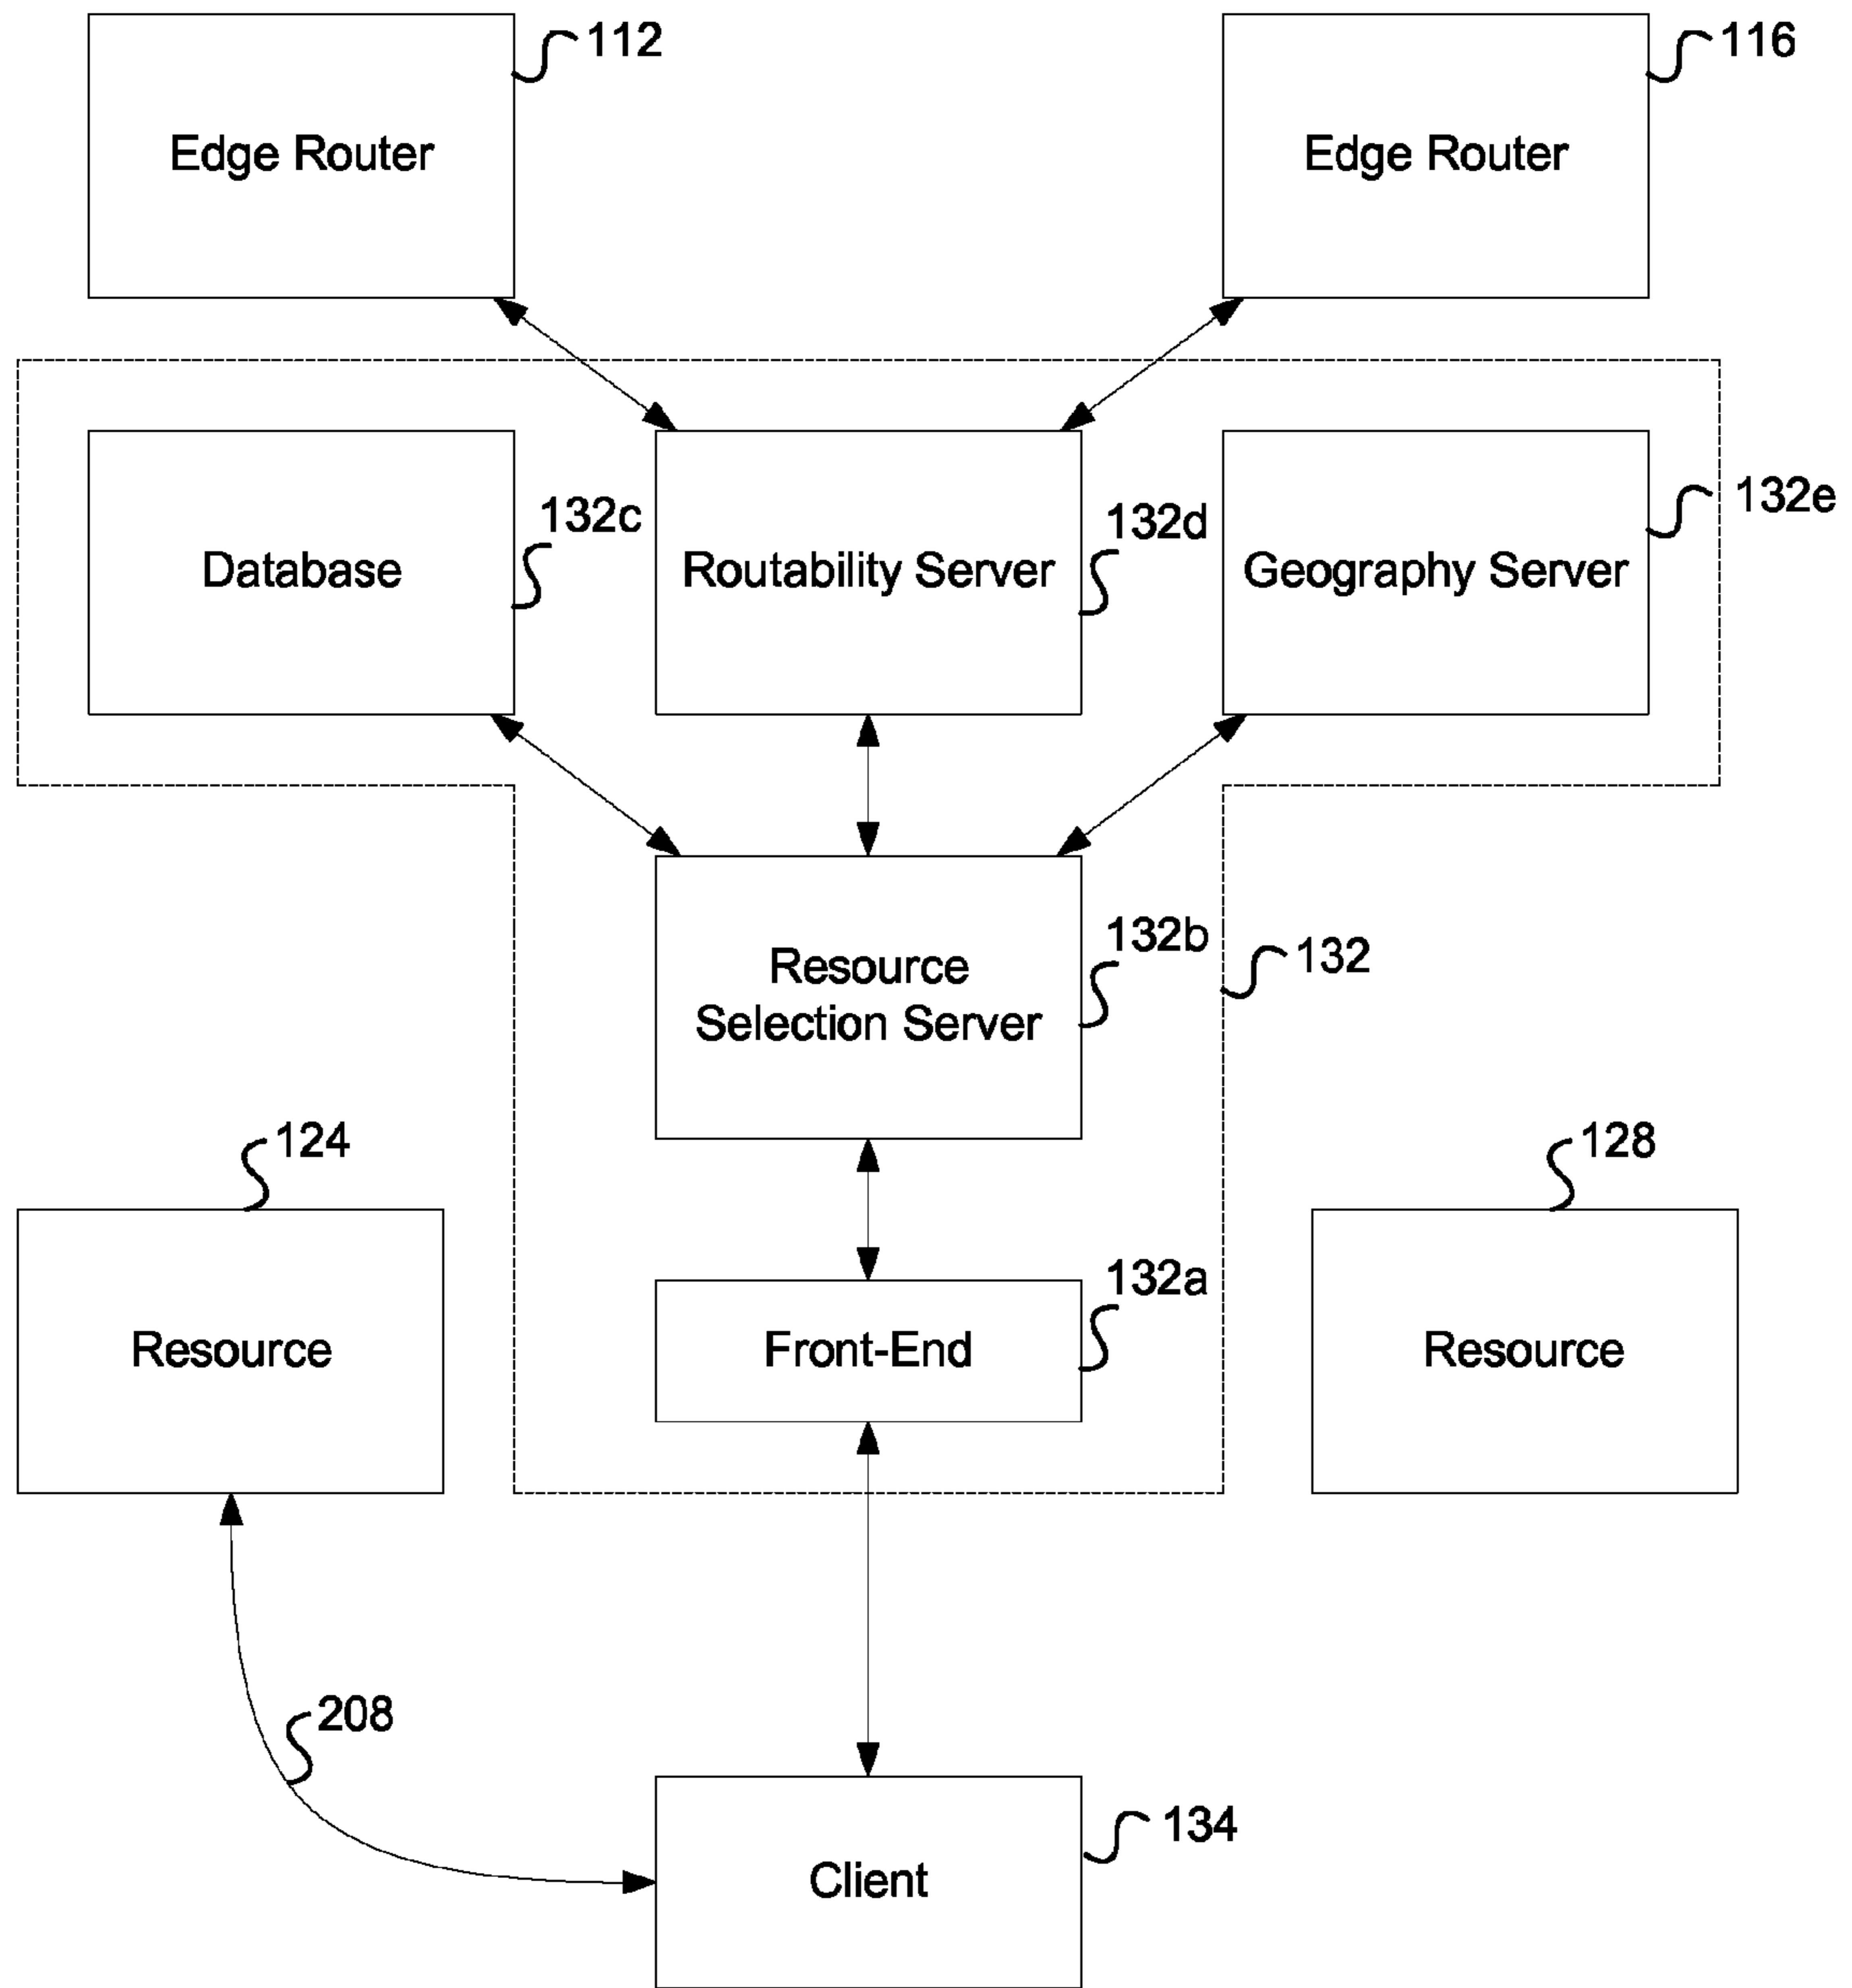 112
116
Edge Router
Edge Router
132c
132d
132e
Database
Routability Server
Geography Server
132b
132
Resource
Selection Server
124
128
132a
Resource
Front-End
Resource
208
134
Client